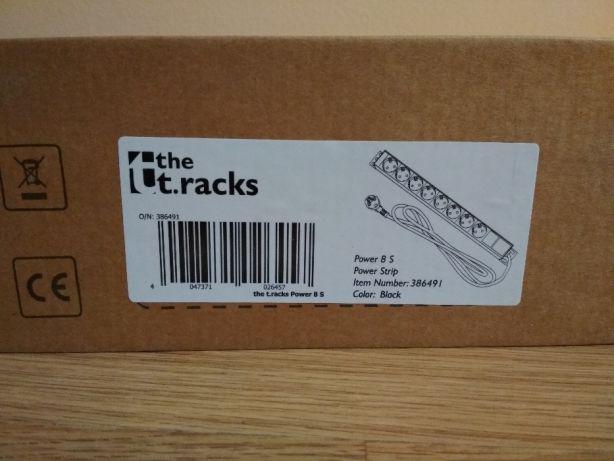 the
t.racks
O/N: 386491
4 047371 026457
the t.racks Power 8 S
Power 8 S
Power Strip
Item Number: 386491
Color: Black
CE